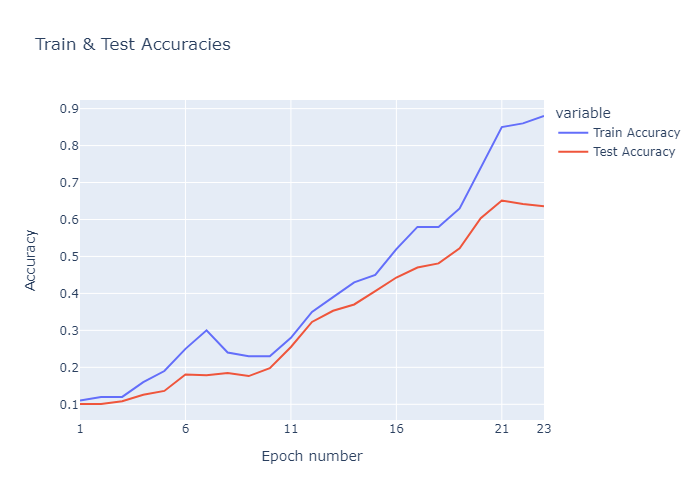 Train & Test Accuracies
variable
Train Accuracy
Test Accuracy
Accuracy
0.9
0.8
0.7
0.6
0.5
0.4
0.3
0.2
0.1
1 6 11 16 21 23
Epoch number